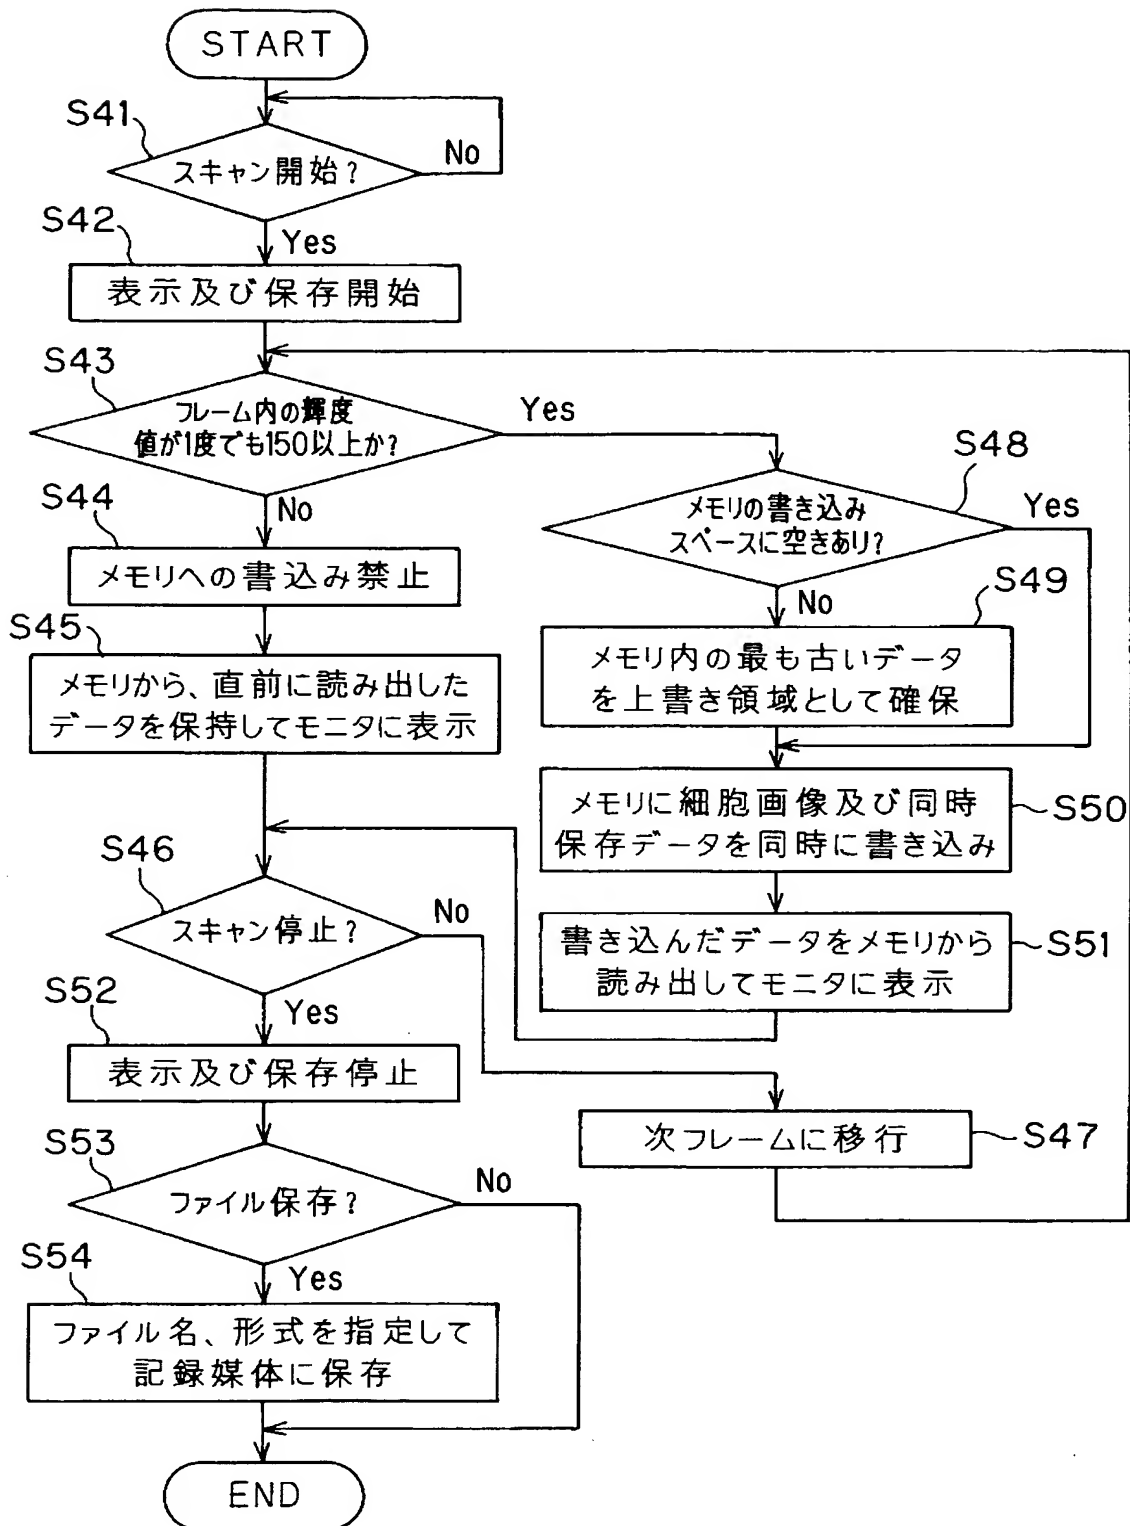 START
S41
スキャン開始?
No
S42
Yes
表示及び保存開始
S43
フレーム内の輝度
値が1度でも150以上か?
Yes
S48
メモリの書き込み
スペースに空きあり?
Yes
S44
No
メモリへの書込み禁止
S49
No
メモリ内の最も古いデータ
を上書き領域として確保
S45
メモリから、直前に読み出した
データを保持してモニタに表示
メモリに細胞画像及び同時
保存データを同時に書き込み
S50
S46
スキャン停止?
No
書き込んだデータをメモリから
読み出してモニタに表示
S51
S52
Yes
表示及び保存停止
次フレームに移行
S47
S53
ファイル保存?
No
S54
Yes
ファイル名、形式を指定して
記録媒体に保存
END